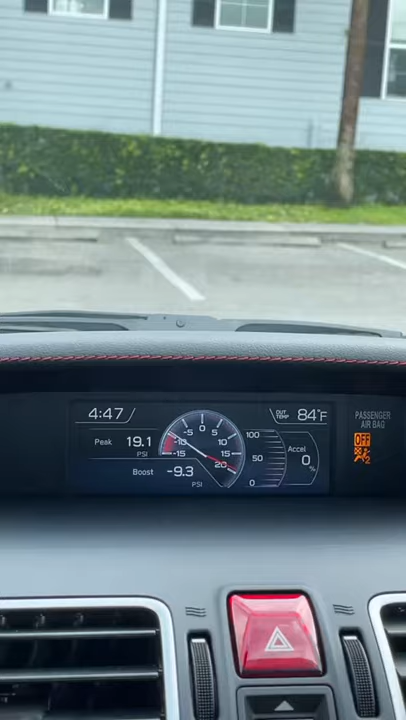 4:47
OUT TEMP 84°F
PASSENGER AIR BAG
OFF
2
Peak 19.1 PSI
Boost -9.3 PSI
-15 -10 -5 0 5 10 15 20
100
50
0
Accel 0 %